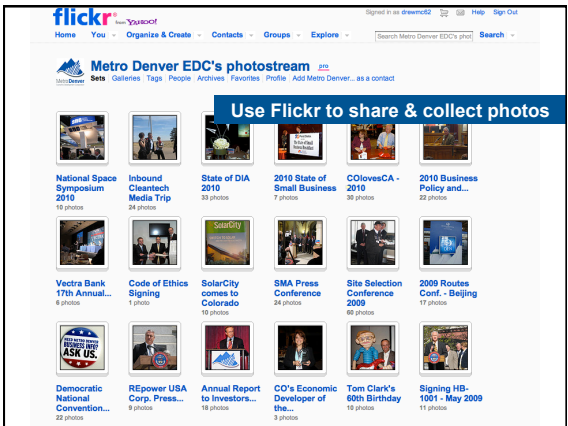 flickr from YAHOO!
Signed in as drewmc62 Help Sign Out
Home You Organize & Create Contacts Groups Explore Search Metro Denver EDC's phot Search
Metro Denver EDC's photostream pro
MetroDenver
Sets Galleries Tags People Archives Favorites Profile Add Metro Denver... as a contact
Use Flickr to share & collect photos
National Space Symposium 2010
10 photos
Inbound Cleantech Media Trip
24 photos
State of DIA 2010
33 photos
2010 State of Small Business
7 photos
COlovesCA - 2010
30 photos
2010 Business Policy and...
22 photos
SolarCity
Vectra Bank 17th Annual...
6 photos
Code of Ethics Signing
1 photo
SolarCity comes to Colorado
10 photos
SMA Press Conference
24 photos
Site Selection Conference 2009
60 photos
2009 Routes Conf. - Beijing
17 photos
NEED METRO DENVER
BUSINESS INFO?
ASK US.
Democratic National Convention...
22 photos
REpower USA Corp. Press...
9 photos
Annual Report to Investors...
18 photos
CO's Economic Developer of the...
3 photos
Tom Clark's 60th Birthday
10 photos
Signing HB-1001 - May 2009
11 photos